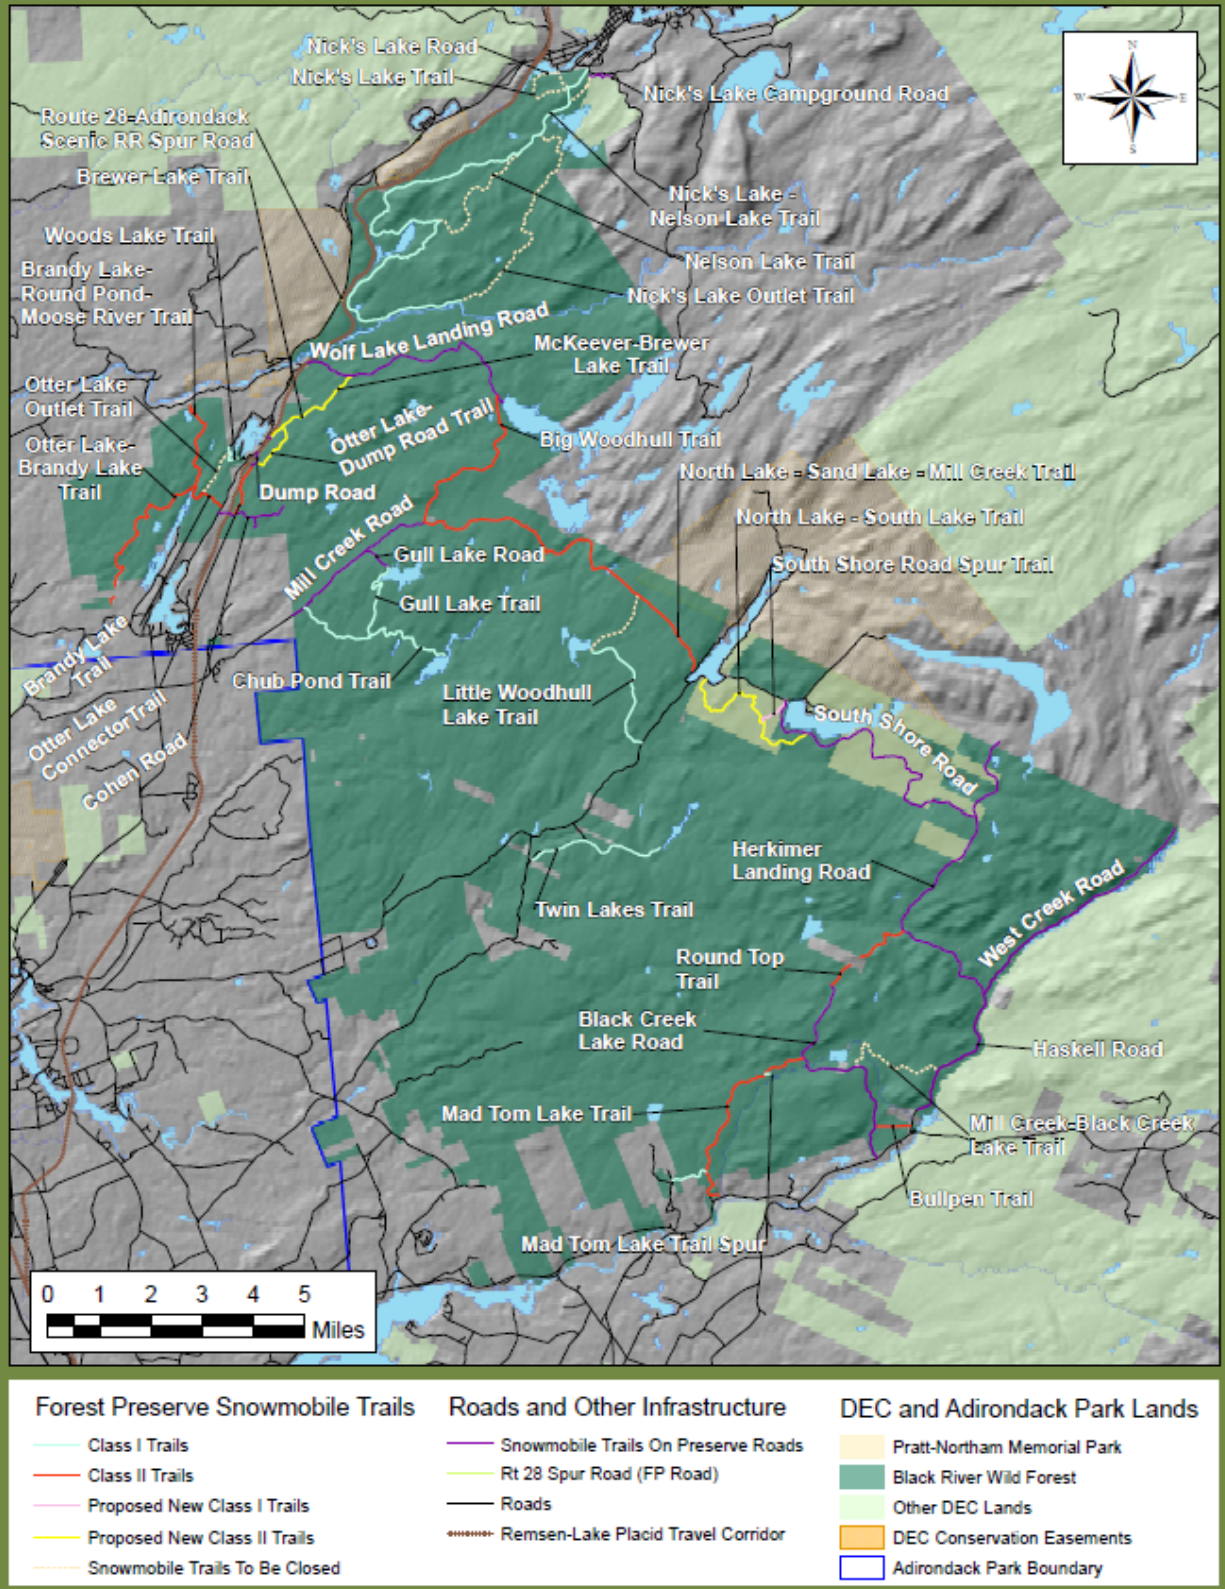 Nick's Lake Road
Nick's Lake Trail
Nick's Lake Campground Road
N
W
E
S
Route 28-Adirondack
Scenic RR Spur Road
Brewer Lake Trail
Nick's Lake -
Nelson Lake Trail
Woods Lake Trail
Nelson Lake Trail
Brandy Lake-
Round Pond-
Moose River Trail
Nick's Lake Outlet Trail
Wolf Lake Landing Road
McKeever-Brewer
Lake Trail
Otter Lake
Outlet Trail
Otter Lake-
Dump Road Trail
Big Woodhull Trail
Otter Lake-
Brandy Lake
Trail
North Lake - Sand Lake - Mill Creek Trail
Dump Road
North Lake - South Lake Trail
Mill Creek Road
Gull Lake Road
South Shore Road Spur Trail
Gull Lake Trail
Brandy Lake
Trail
Chub Pond Trail
Little Woodhull
Lake Trail
South Shore Road
Otter Lake
Connector Trail
Cohen Road
Herkimer
Landing Road
Twin Lakes Trail
West Creek Road
Round Top
Trail
Black Creek
Lake Road
Haskell Road
Mad Tom Lake Trail
Mill Creek-Black Creek
Lake Trail
Bullpen Trail
Mad Tom Lake Trail Spur
0 1 2 3 4 5
Miles
Forest Preserve Snowmobile Trails
Class I Trails
Class II Trails
Proposed New Class I Trails
Proposed New Class II Trails
Snowmobile Trails To Be Closed
Roads and Other Infrastructure
Snowmobile Trails On Preserve Roads
Rt 28 Spur Road (FP Road)
Roads
Remsen-Lake Placid Travel Corridor
DEC and Adirondack Park Lands
Pratt-Northam Memorial Park
Black River Wild Forest
Other DEC Lands
DEC Conservation Easements
Adirondack Park Boundary